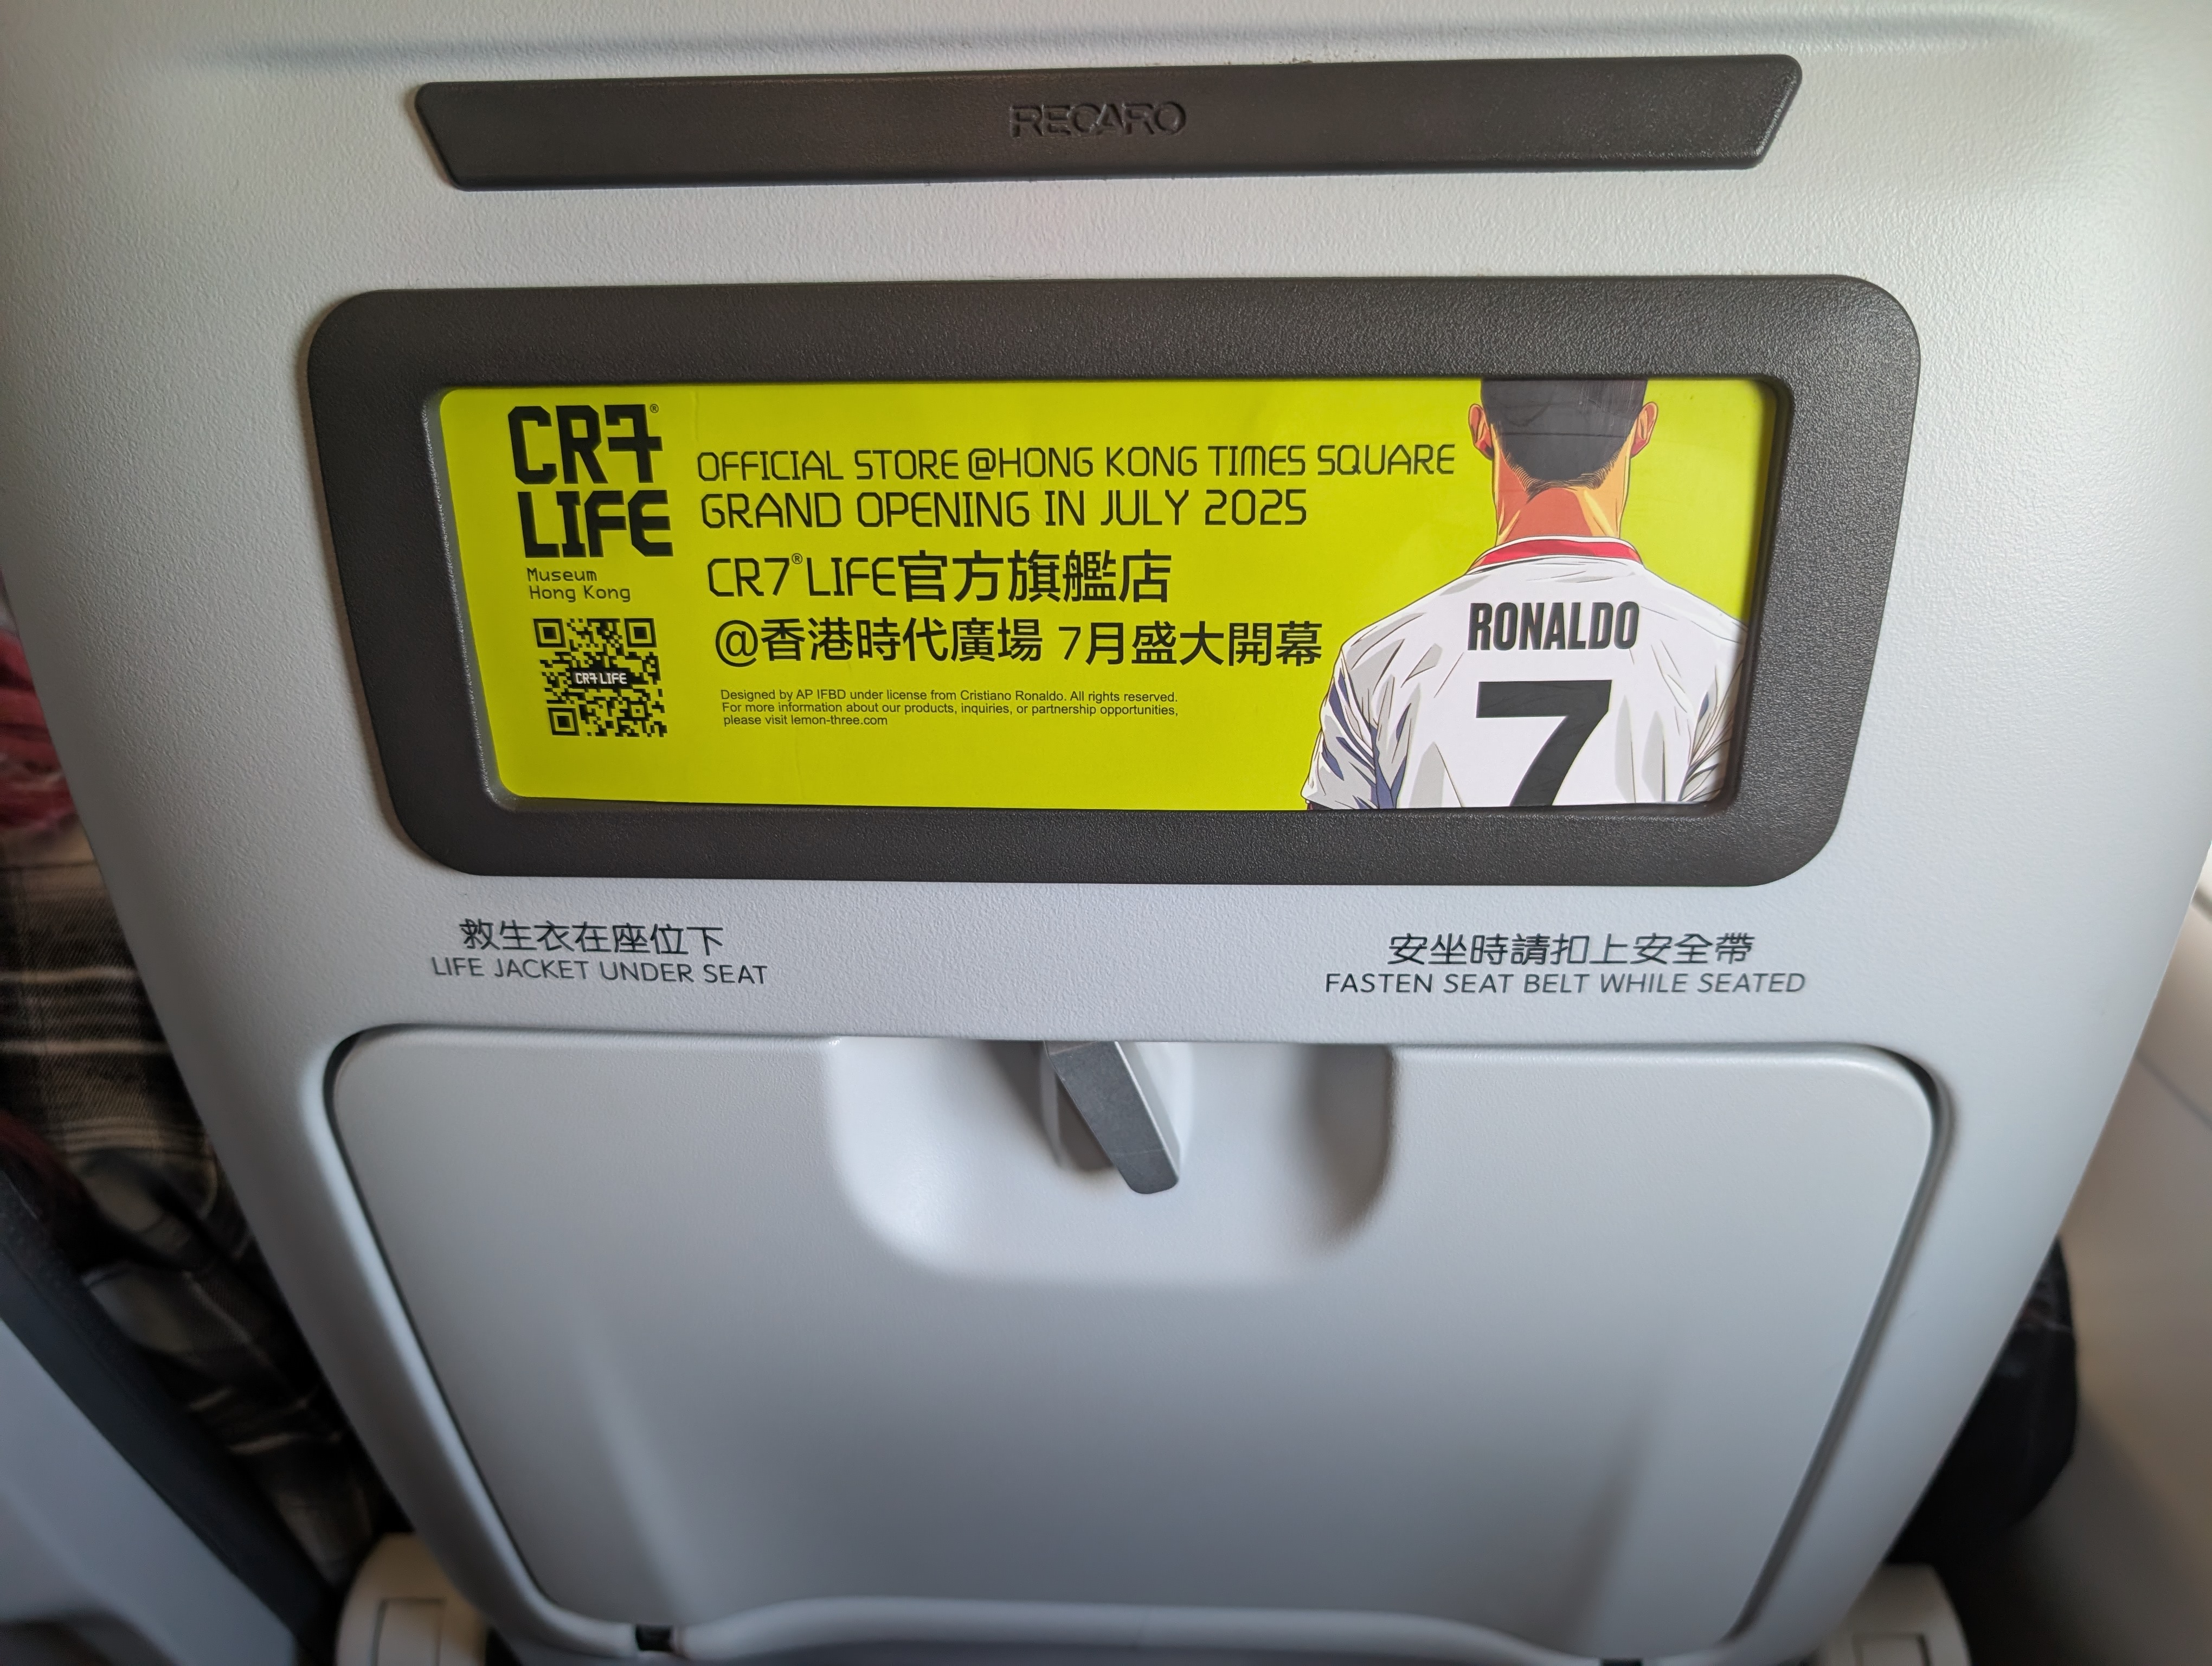 RECARO
CR7®
LIFE
Museum
Hong Kong
CR7 LIFE
OFFICIAL STORE @HONG KONG TIMES SQUARE
GRAND OPENING IN JULY 2025
CR7®LIFE官方旗艦店
@香港時代廣場 7月盛大開幕
Designed by AP IFBD under license from Cristiano Ronaldo. All rights reserved.
For more information about our products, inquiries, or partnership opportunities,
please visit lemon-three.com
RONALDO
7
救生衣在座位下
LIFE JACKET UNDER SEAT
安坐時請扣上安全帶
FASTEN SEAT BELT WHILE SEATED